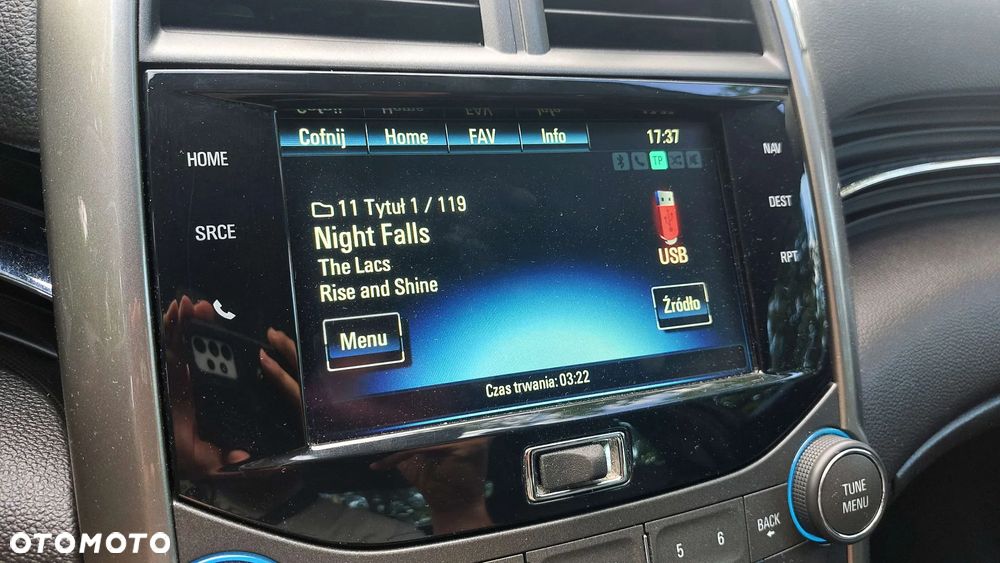 Cofnij Home FAV Info 17:37
HOME
NAV
TP
SRCE
DEST
11 Tytuł 1 / 119
Night Falls
The Lacs
Rise and Shine
USB
RPT
Menu
Źródło
Czas trwania: 03:22
TUNE
MENU
BACK
5 6
OTOMOTO